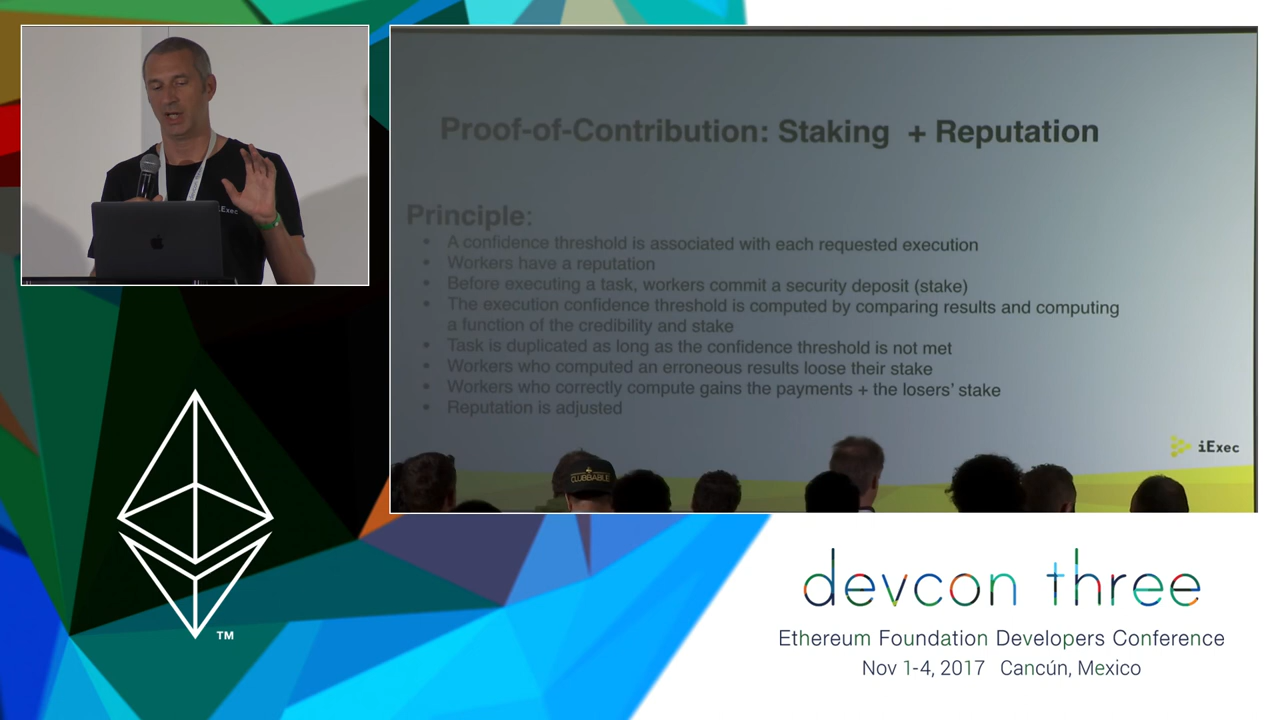 iExec
Proof-of-Contribution: Staking + Reputation
Principle:
• A confidence threshold is associated with each requested execution
• Workers have a reputation
• Before executing a task, workers commit a security deposit (stake)
• The execution confidence threshold is computed by comparing results and computing
a function of the credibility and stake
• Task is duplicated as long as the confidence threshold is not met
• Workers who computed an erroneous results loose their stake
• Workers who correctly compute gains the payments + the losers' stake
• Reputation is adjusted
iExec
CLUBBABLE
TM
devcon three
Ethereum Foundation Developers Conference
Nov 1-4, 2017 Cancún, Mexico